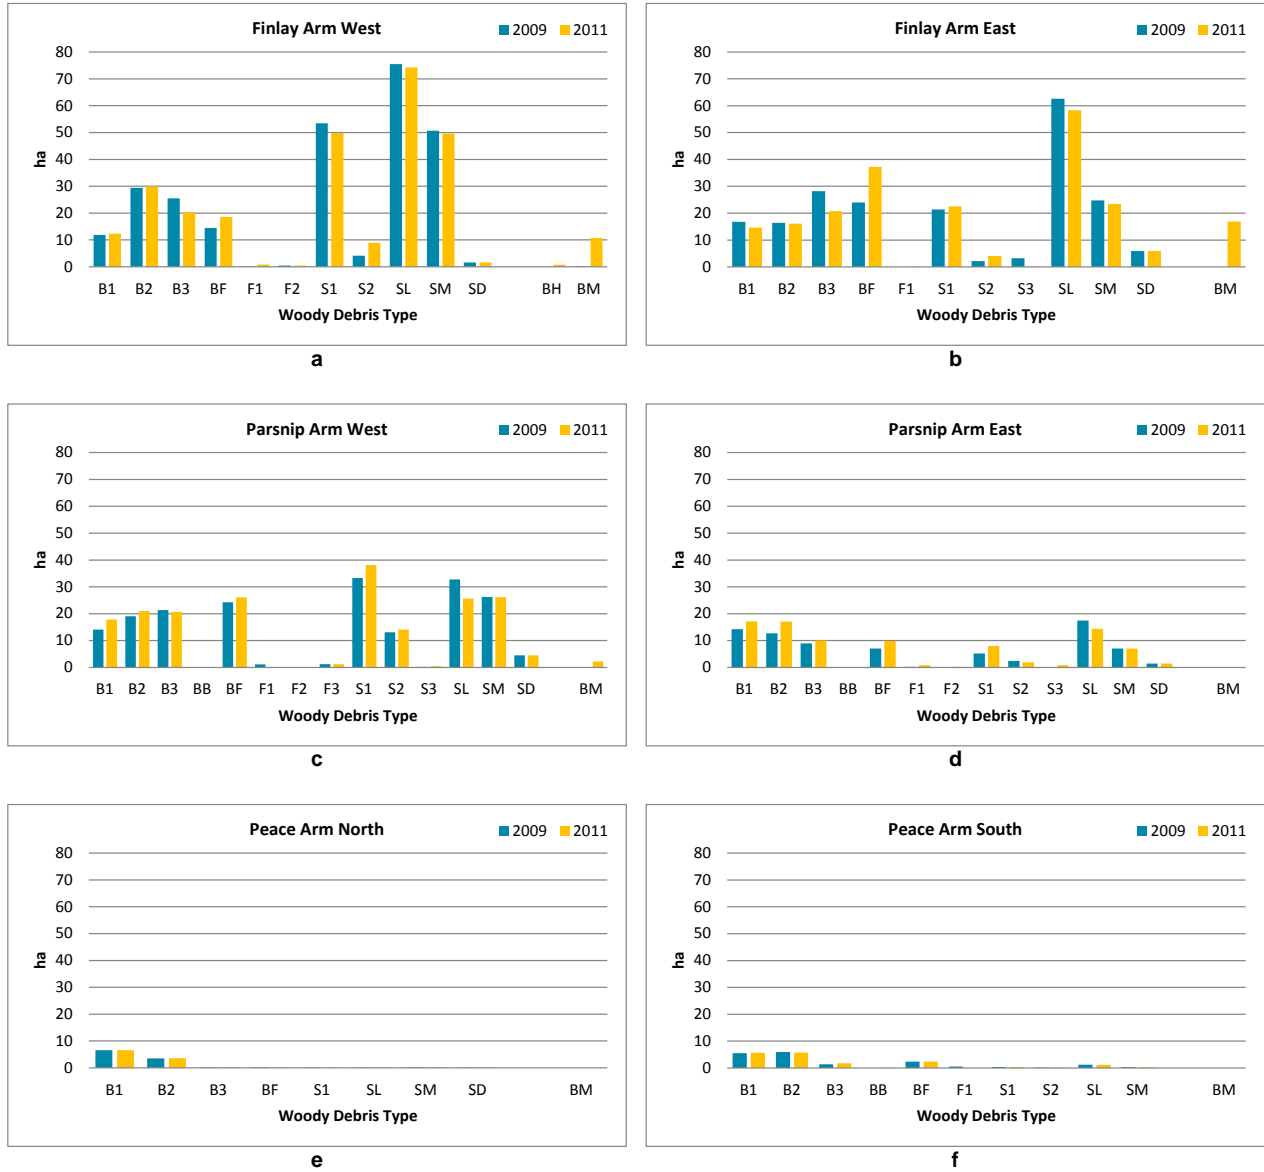 Finlay Arm West
2009 2011
80
70
60
50
40
30
20
10
0
ha
B1 B2 B3 BF F1 F2 S1 S2 SL SM SD BH BM
Woody Debris Type
a
Finlay Arm East
2009 2011
80
70
60
50
40
30
20
10
0
ha
B1 B2 B3 BF F1 S1 S2 S3 SL SM SD BM
Woody Debris Type
b
Parsnip Arm West
2009 2011
80
70
60
50
40
30
20
10
0
ha
B1 B2 B3 BB BF F1 F2 F3 S1 S2 S3 SL SM SD BM
Woody Debris Type
c
Parsnip Arm East
2009 2011
80
70
60
50
40
30
20
10
0
ha
B1 B2 B3 BB BF F1 F2 S1 S2 S3 SL SM SD BM
Woody Debris Type
d
Peace Arm North
2009 2011
80
70
60
50
40
30
20
10
0
ha
B1 B2 B3 BF S1 SL SM SD BM
Woody Debris Type
e
Peace Arm South
2009 2011
80
70
60
50
40
30
20
10
0
ha
B1 B2 B3 BB BF F1 S1 S2 SL SM BM
Woody Debris Type
f